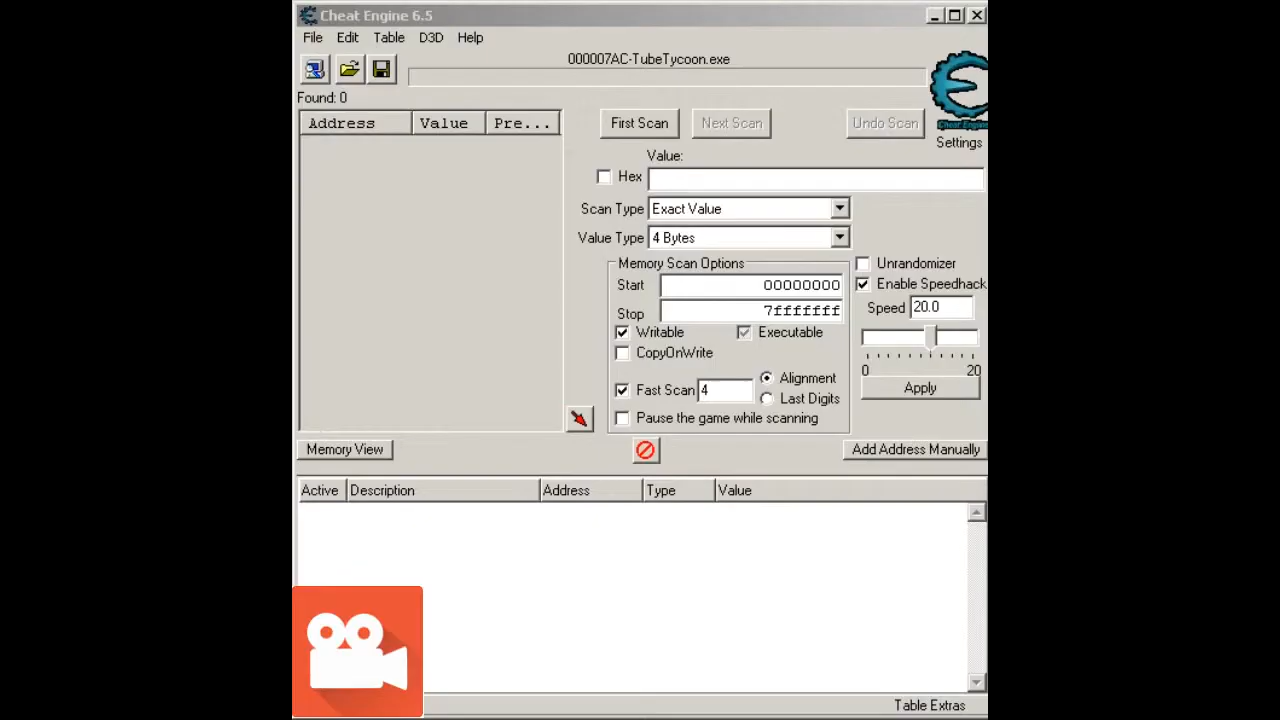 Cheat Engine 6.5
File Edit Table D3D Help
000007AC-TubeTycoon.exe
Found: 0
Address Value Pre...
First Scan Next Scan Undo Scan
Cheat Engine
Settings
Value:
Hex
Scan Type Exact Value
Value Type 4 Bytes
Memory Scan Options
Start 00000000
Stop 7fffffff
Writable Executable
CopyOnWrite
Fast Scan 4 Alignment
Last Digits
Pause the game while scanning
Unrandomizer
Enable Speedhack
Speed 20.0
0 20
Apply
Memory View Add Address Manually
Active Description Address Type Value
Table Extras